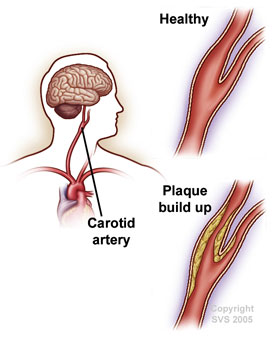 Healthy
Carotid
artery
Plaque
build up
Copyright
SVS 2005